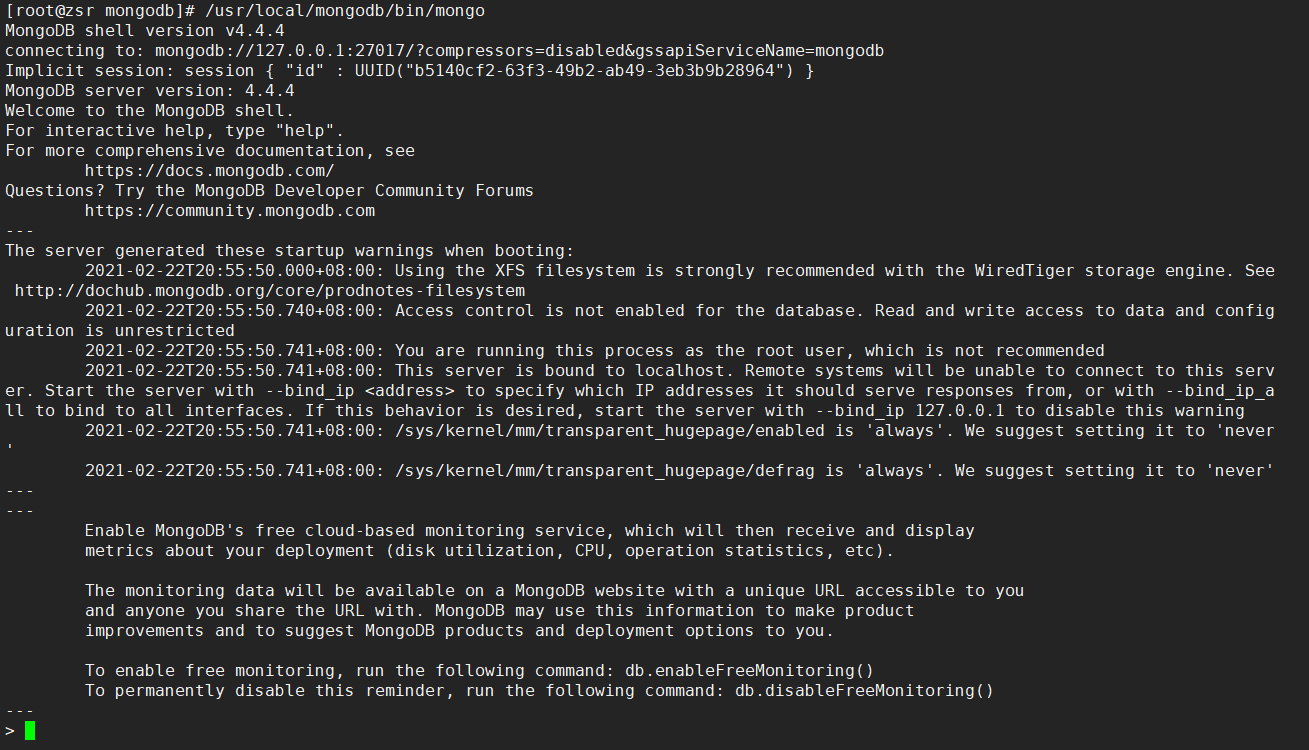 [root@zsr mongodb]# /usr/local/mongodb/bin/mongo
MongoDB shell version v4.4.4
connecting to: mongodb://127.0.0.1:27017/?compressors=disabled&gssapiServiceName=mongodb
Implicit session: session { "id" : UUID("b5140cf2-63f3-49b2-ab49-3eb3b9b28964") }
MongoDB server version: 4.4.4
Welcome to the MongoDB shell.
For interactive help, type "help".
For more comprehensive documentation, see
        https://docs.mongodb.com/
Questions? Try the MongoDB Developer Community Forums
        https://community.mongodb.com
---
The server generated these startup warnings when booting:
        2021-02-22T20:55:50.000+08:00: Using the XFS filesystem is strongly recommended with the WiredTiger storage engine. See
 http://dochub.mongodb.org/core/prodnotes-filesystem
        2021-02-22T20:55:50.740+08:00: Access control is not enabled for the database. Read and write access to data and config
uration is unrestricted
        2021-02-22T20:55:50.741+08:00: You are running this process as the root user, which is not recommended
        2021-02-22T20:55:50.741+08:00: This server is bound to localhost. Remote systems will be unable to connect to this serv
er. Start the server with --bind_ip <address> to specify which IP addresses it should serve responses from, or with --bind_ip_a
ll to bind to all interfaces. If this behavior is desired, start the server with --bind_ip 127.0.0.1 to disable this warning
        2021-02-22T20:55:50.741+08:00: /sys/kernel/mm/transparent_hugepage/enabled is 'always'. We suggest setting it to 'never
'
        2021-02-22T20:55:50.741+08:00: /sys/kernel/mm/transparent_hugepage/defrag is 'always'. We suggest setting it to 'never'
---
---
        Enable MongoDB's free cloud-based monitoring service, which will then receive and display
        metrics about your deployment (disk utilization, CPU, operation statistics, etc).

        The monitoring data will be available on a MongoDB website with a unique URL accessible to you
        and anyone you share the URL with. MongoDB may use this information to make product
        improvements and to suggest MongoDB products and deployment options to you.

        To enable free monitoring, run the following command: db.enableFreeMonitoring()
        To permanently disable this reminder, run the following command: db.disableFreeMonitoring()
---
>